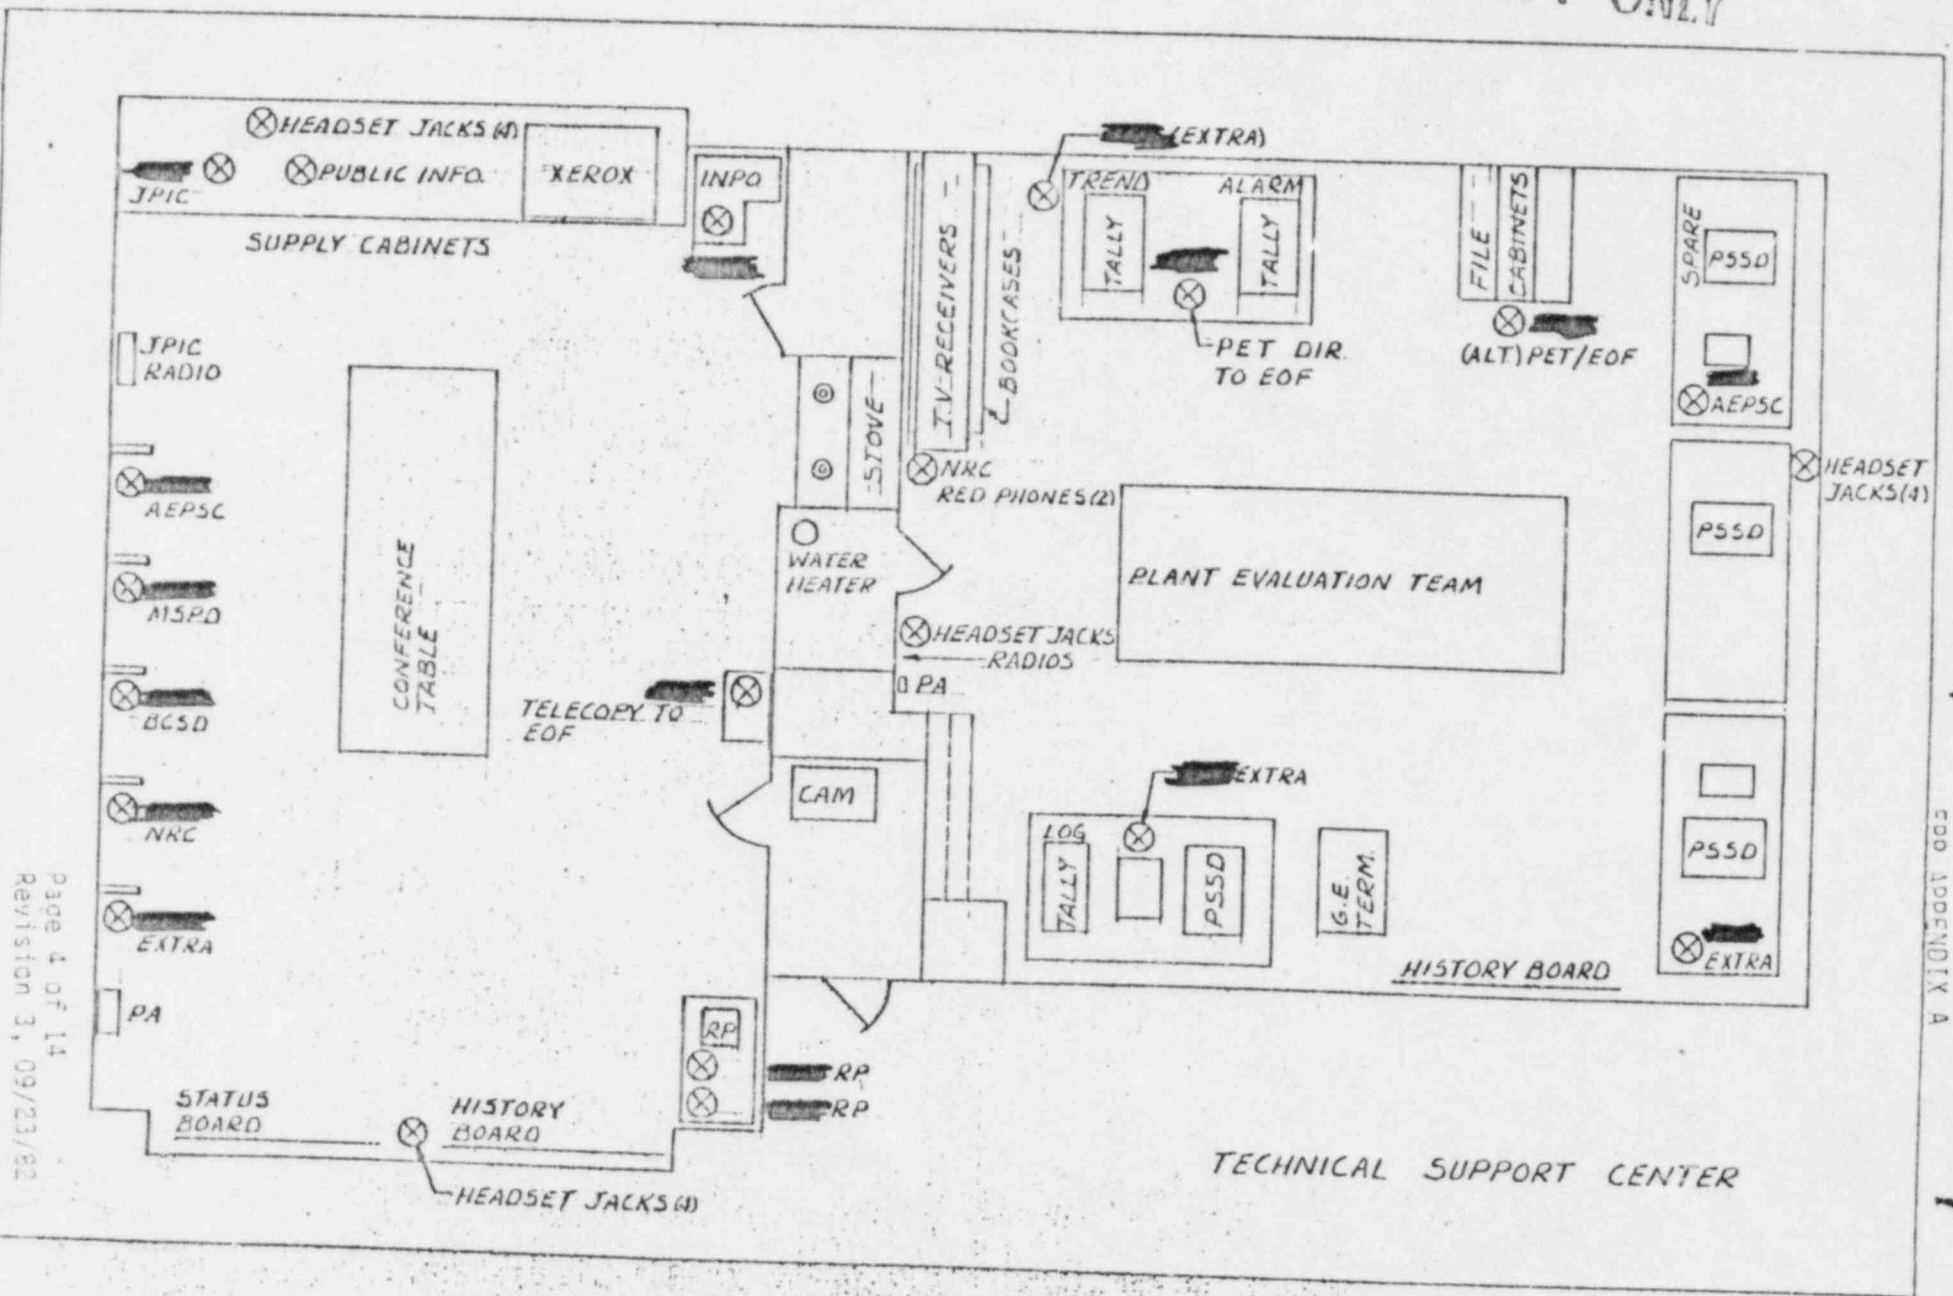 ONLY
HEADSET JACKS (4)
PUBLIC INFO.
JPIC
XEROX
SUPPLY CABINETS
INPO
JPIC
RADIO
AEPSC
MSPD
BCSD
NRC
EXTRA
PA
CONFERENCE
TABLE
TELECOPY TO
EOF
STATUS
BOARD
HISTORY
BOARD
HEADSET JACKS (4)
RP
RP
RP
STOVE
WATER
HEATER
CAM
T.V. RECEIVERS
BOOKCASES
NRC
RED PHONES (2)
HEADSET JACKS
RADIOS
PA
(EXTRA)
TREND
ALARM
TALLY
TALLY
PET DIR.
TO EOF
FILE
CABINETS
(ALT) PET/EOF
SPARE
PSSD
AEPSC
HEADSET
JACKS (4)
PSSD
PLANT EVALUATION TEAM
EXTRA
LOG
TALLY
PSSD
G.E.
TERM.
HISTORY BOARD
PSSD
EXTRA
TECHNICAL SUPPORT CENTER
Page 4 of 14
Revision 3, 09/23/82
APPENDIX A